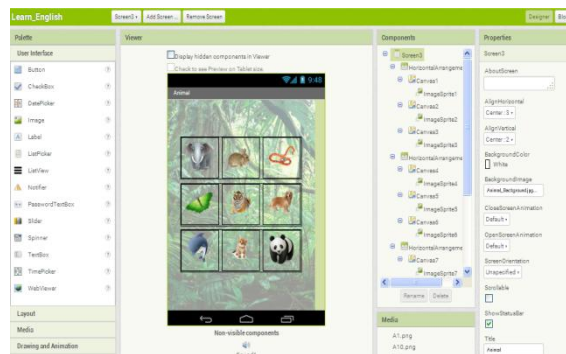 Learn_English
Screen3 Add Screen... Remove Screen
Designer
Palette
User Interface
Button
CheckBox
DatePicker
Image
Label
ListPicker
ListView
Notifier
PasswordTextBox
Slider
Spinner
TextBox
TimePicker
WebViewer
Layout
Media
Drawing and Animation
Viewer
Display hidden components in Viewer
Check to see Preview on Tablet size.
9:48
Animal
Non-visible components
Components
Screen3
HorizontalArrangeme
Canvas1
ImageSprite1
Canvas2
ImageSprite2
Canvas3
ImageSprite3
HorizontalArrangeme
Canvas4
ImageSprite4
Canvas5
ImageSprite5
Canvas6
ImageSprite6
HorizontalArrangeme
Canvas7
ImageSprite7
Rename Delete
Media
A1.png
A10.png
Properties
Screen3
AboutScreen
AlignHorizontal
Center : 3
AlignVertical
Center : 2
BackgroundColor
White
BackgroundImage
Animal_Background.jpg...
CloseScreenAnimation
Default
OpenScreenAnimation
Default
ScreenOrientation
Unspecified
Scrollable
ShowStatusBar
Title
Animal